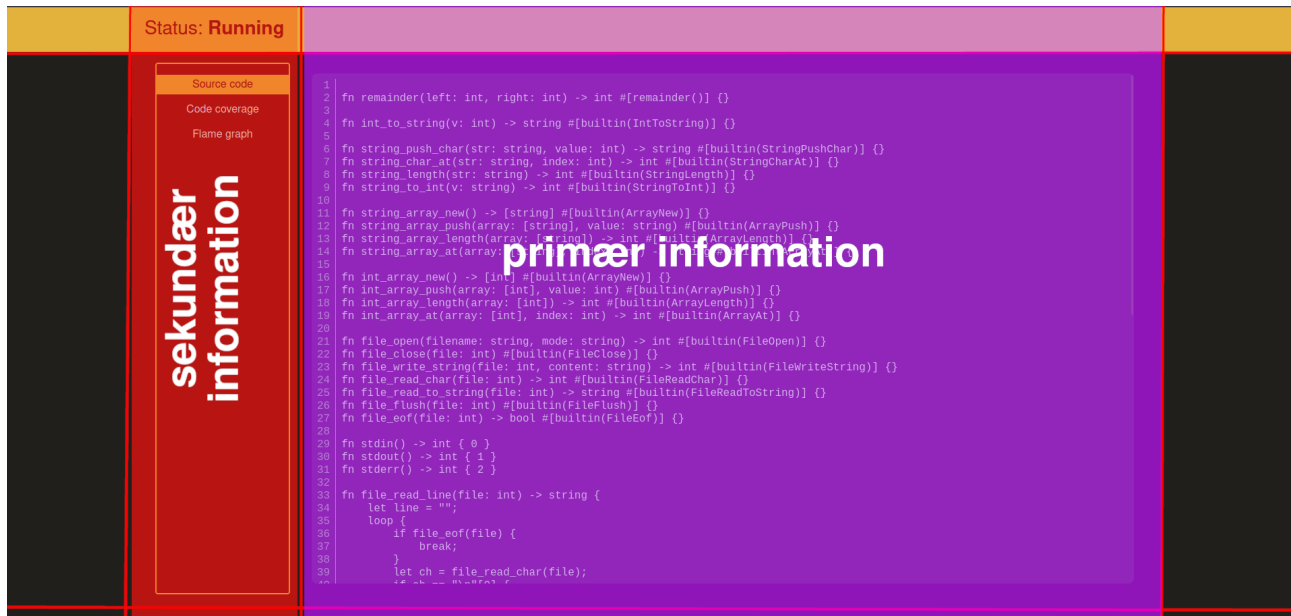 Status: Running
Source code
Code coverage
Flame graph
sekundær
information
primær information
1
2 fn remainder(left: int, right: int) -> int #[remainder()] {}
3
4 fn int_to_string(v: int) -> string #[builtin(IntToString)] {}
5
6 fn string_push_char(str: string, value: int) -> string #[builtin(StringPushChar)] {}
7 fn string_char_at(str: string, index: int) -> int #[builtin(StringCharAt)] {}
8 fn string_length(str: string) -> int #[builtin(StringLength)] {}
9 fn string_to_int(v: string) -> int #[builtin(StringToInt)] {}
10
11 fn string_array_new() -> [string] #[builtin(ArrayNew)] {}
12 fn string_array_push(array: [string], value: string) #[builtin(ArrayPush)] {}
13 fn string_array_length(array: [string]) -> int #[builtin(ArrayLength)] {}
14 fn string_array_at(array: {}
15
16 fn int_array_new() -> [int] #[builtin(ArrayNew)] {}
17 fn int_array_push(array: [int], value: int) #[builtin(ArrayPush)] {}
18 fn int_array_length(array: [int]) -> int #[builtin(ArrayLength)] {}
19 fn int_array_at(array: [int], index: int) -> int #[builtin(ArrayAt)] {}
20
21 fn file_open(filename: string, mode: string) -> int #[builtin(FileOpen)] {}
22 fn file_close(file: int) #[builtin(FileClose)] {}
23 fn file_write_string(file: int, content: string) -> int #[builtin(FileWriteString)] {}
24 fn file_read_char(file: int) -> int #[builtin(FileReadChar)] {}
25 fn file_read_to_string(file: int) -> string #[builtin(FileReadToString)] {}
26 fn file_flush(file: int) #[builtin(FileFlush)] {}
27 fn file_eof(file: int) -> bool #[builtin(FileEof)] {}
28
29 fn stdin() -> int { 0 }
30 fn stdout() -> int { 1 }
31 fn stderr() -> int { 2 }
32
33 fn file_read_line(file: int) -> string {
34     let line = "";
35     loop {
36         if file_eof(file) {
37             break;
38         }
39         let ch = file_read_char(file);